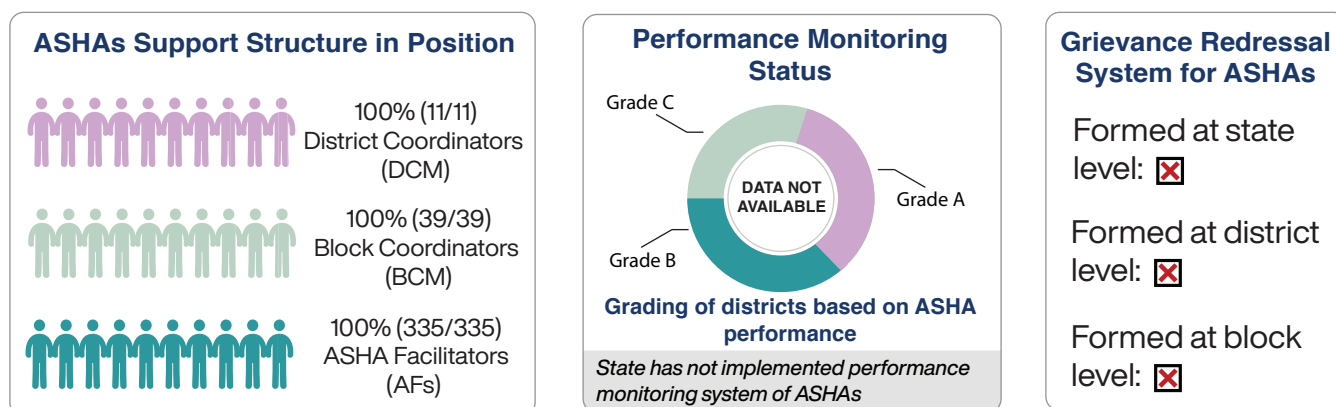 ASHAs Support Structure in Position
100% (11/11)
District Coordinators
(DCM)
100% (39/39)
Block Coordinators
(BCM)
100% (335/335)
ASHA Facilitators
(AFs)
Performance Monitoring
Status
Grade C
Grade A
Grade B
DATA NOT
AVAILABLE
Grading of districts based on ASHA
performance
State has not implemented performance
monitoring system of ASHAs
Grievance Redressal
System for ASHAs
Formed at state
level:
Formed at district
level:
Formed at block
level: